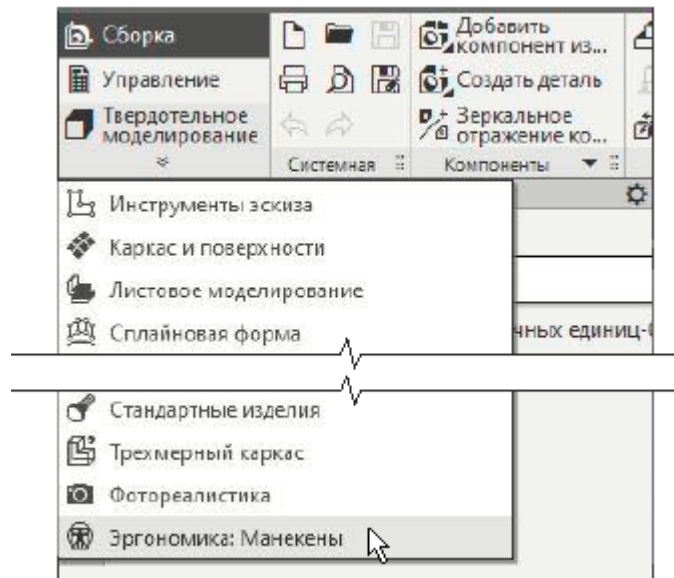 Сборка
Управление
Твердотельное
моделирование
Системная
Добавить
компонент из...
Создать деталь
Зеркальное
отражение ко...
Компоненты
Инструменты эскиза
Каркас и поверхности
Листовое моделирование
Сплайновая форма
чных единиц-
Стандартные изделия
Трехмерный каркас
Фотореалистика
Эргономика: Манекены